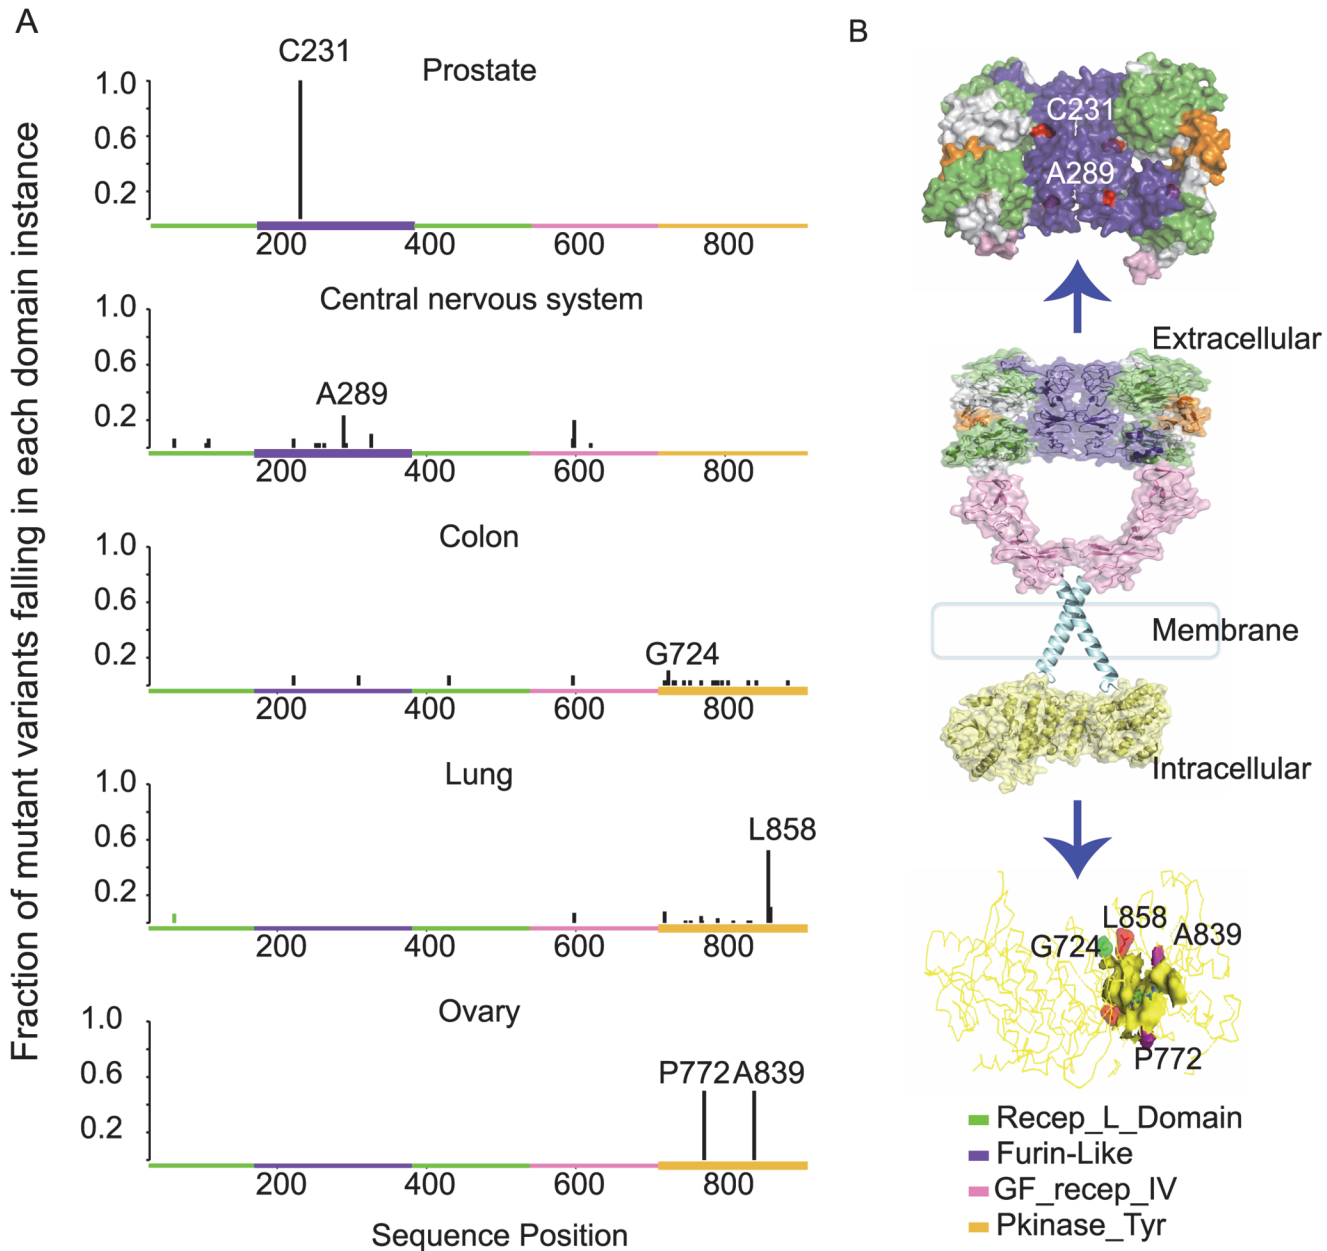 A
Fraction of mutant variants falling in each domain instance
C231
Prostate
1.0
0.6
0.2
200 400 600 800
Central nervous system
1.0
0.6
0.2
A289
200 400 600 800
Colon
1.0
0.6
0.2
G724
200 400 600 800
Lung
1.0
0.6
0.2
L858
200 400 600 800
Ovary
1.0
0.6
0.2
P772 A839
200 400 600 800
Sequence Position
B
C231
A289
Extracellular
Membrane
Intracellular
L858
G724 A839
P772
Recep_L_Domain
Furin-Like
GF_recep_IV
Pkinase_Tyr